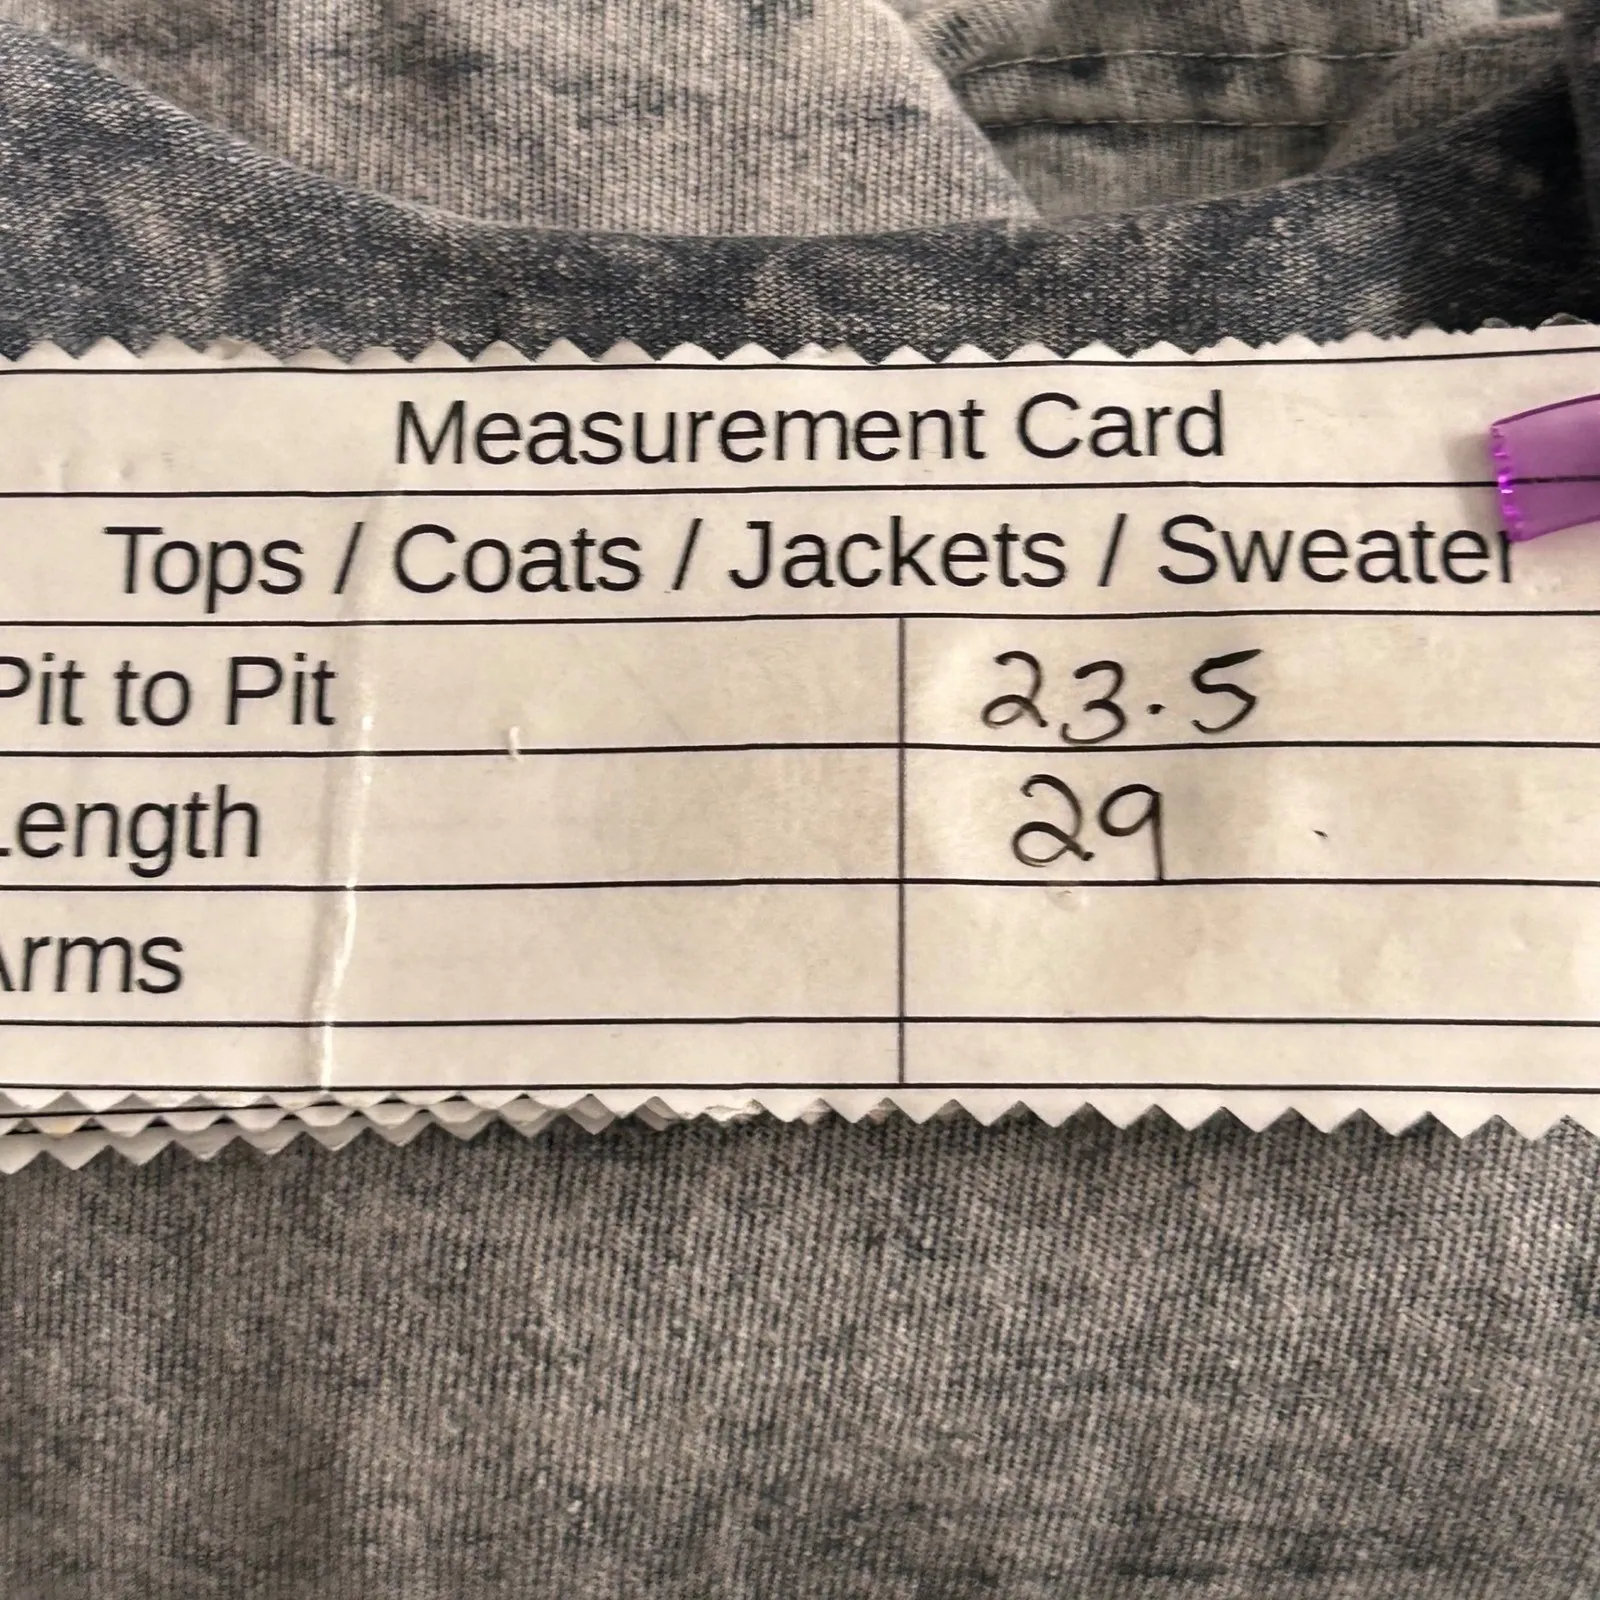 Measurement Card
Tops / Coats / Jackets / Sweater
Pit to Pit 23.5
Length 29
Arms